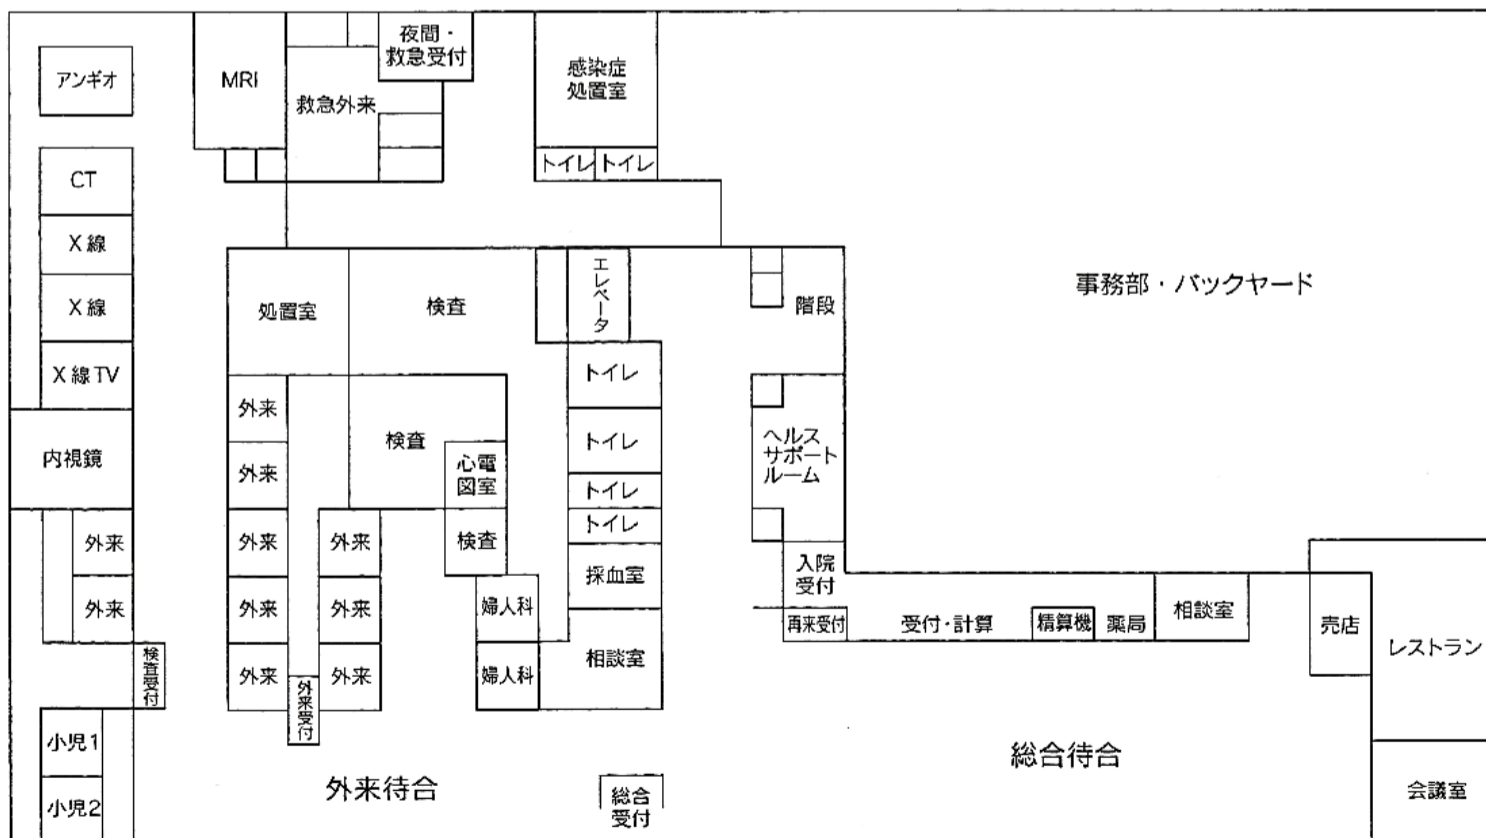 アンギオ
MRI
夜間・
救急受付
救急外来
感染症
処置室
トイレ
トイレ
CT
X 線
X 線
X 線 TV
内視鏡
外来
外来
検査受付
小児1
小児2
処置室
検査
エレベータ
階段
事務部・バックヤード
外来
外来
外来
外来
外来
検査
心電
図室
検査
外来
外来
外来
外来受付
婦人科
婦人科
トイレ
トイレ
トイレ
トイレ
採血室
相談室
ヘルス
サポート
ルーム
入院
受付
再来受付
受付・計算
精算機
薬局
相談室
売店
レストラン
会議室
外来待合
総合
受付
総合待合